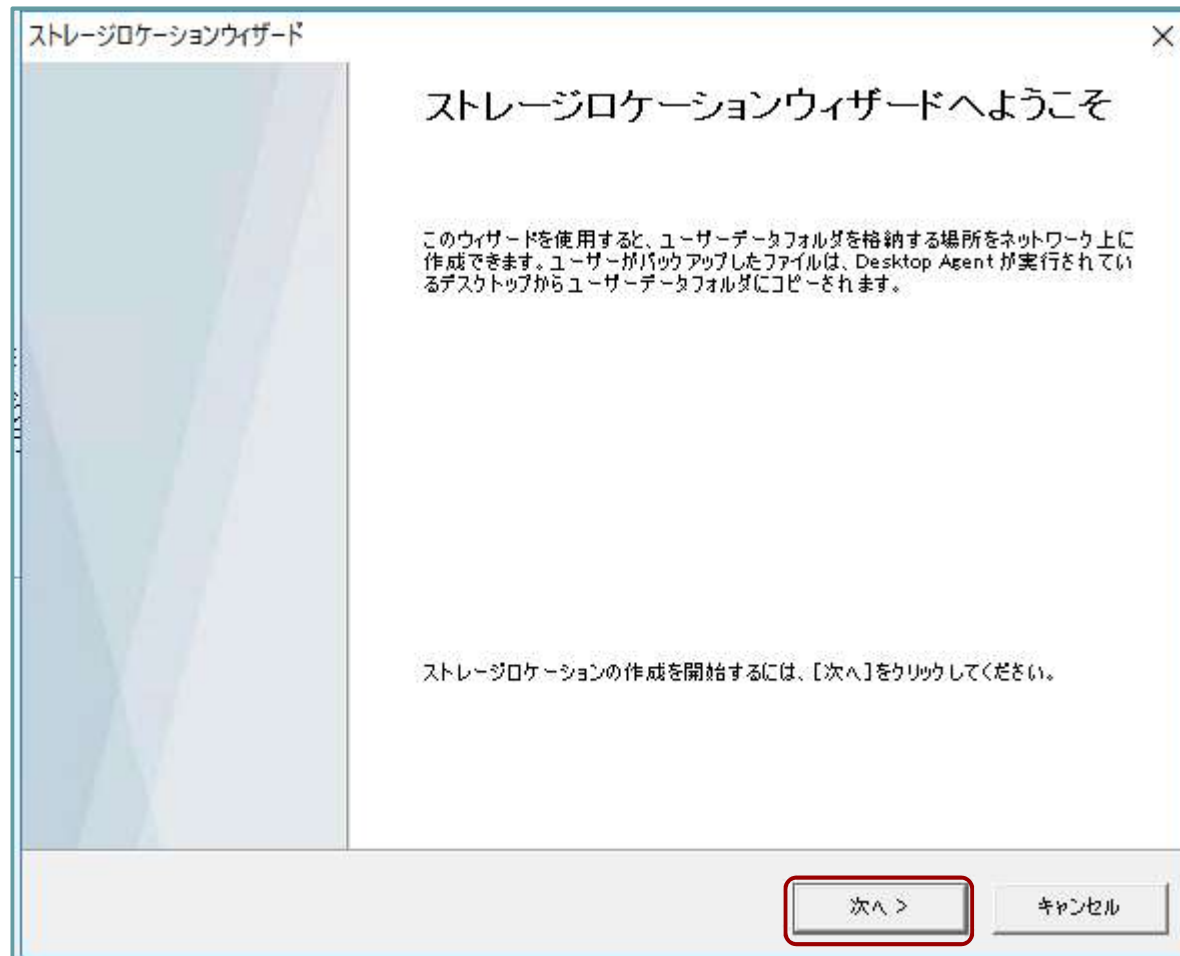 ストレージロケーションウィザード
ストレージロケーションウィザードへようこそ
このウィザードを使用すると、ユーザーデータフォルダを格納する場所をネットワーク上に
作成できます。ユーザーがバックアップしたファイルは、Desktop Agent が実行されてい
るデスクトップからユーザーデータフォルダにコピーされます。
ストレージロケーションの作成を開始するには、[次へ]をクリックしてください。
次へ >
キャンセル